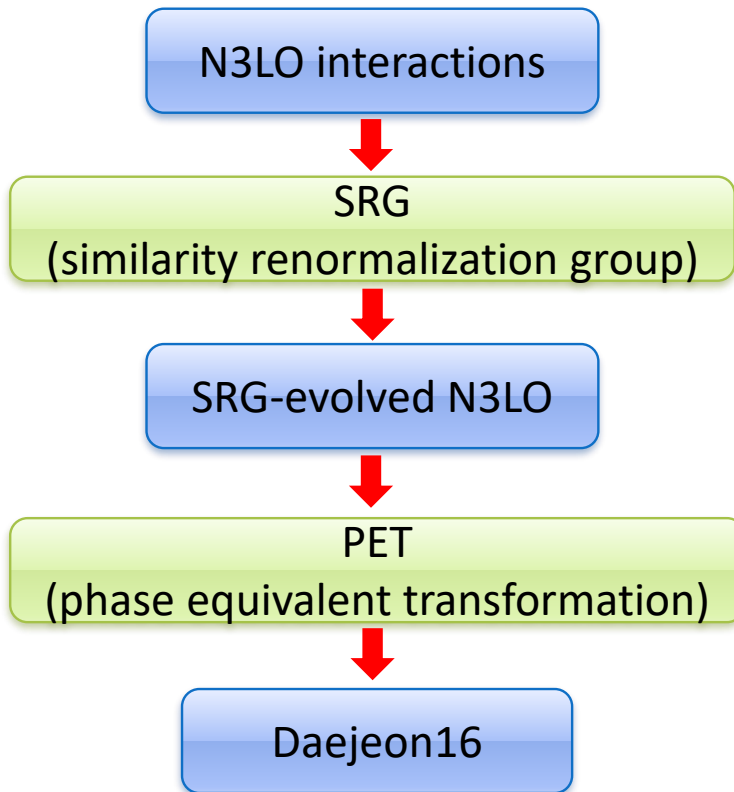 N3LO interactions
SRG
(similarity renormalization group)
SRG-evolved N3LO
PET
(phase equivalent transformation)
Daejeon16